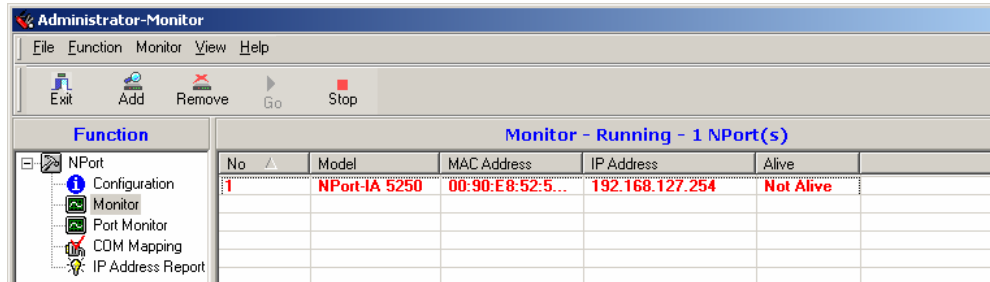 Administrator-Monitor
File Function Monitor View Help
Exit Add Remove Go Stop
Function
Monitor - Running - 1 NPort(s)
NPort
Configuration
Monitor
Port Monitor
COM Mapping
IP Address Report
No Model MAC Address IP Address Alive
1 NPort-IA 5250 00:90:E8:52:5... 192.168.127.254 Not Alive